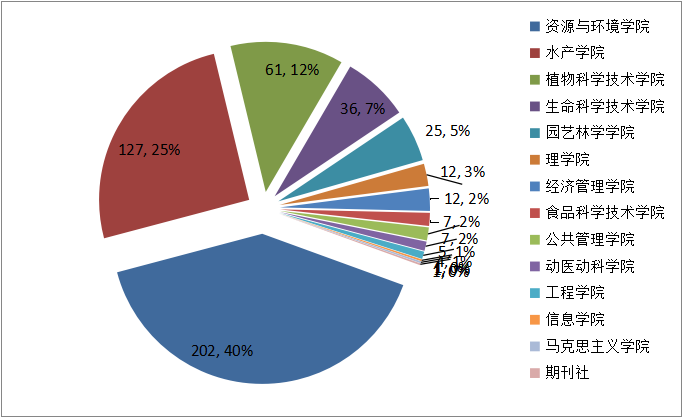 资源与环境学院
水产学院
植物科学技术学院
生命科学技术学院
园艺林学学院
理学院
经济管理学院
食品科学技术学院
公共管理学院
动医动科学院
工程学院
信息学院
马克思主义学院
期刊社
61, 12%
36, 7%
25, 5%
127, 25%
12, 3%
12, 2%
7, 2%
7, 2%
5, 1%
4, 1%
1, 0%
202, 40%